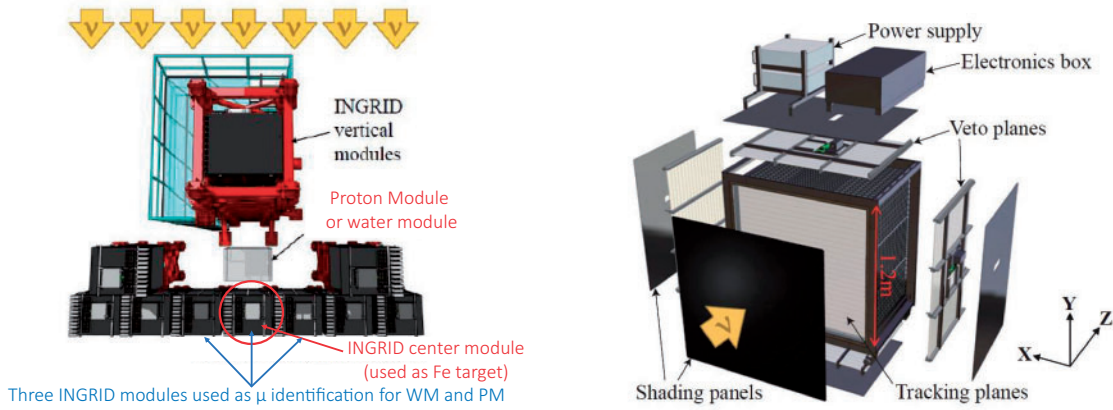 ν ν ν ν ν ν ν
INGRID
vertical
modules
Proton Module
or water module
INGRID center module
(used as Fe target)
Three INGRID modules used as μ identification for WM and PM
Power supply
Electronics box
Veto planes
1.2m
ν
Y
Z
X
Shading panels
Tracking planes